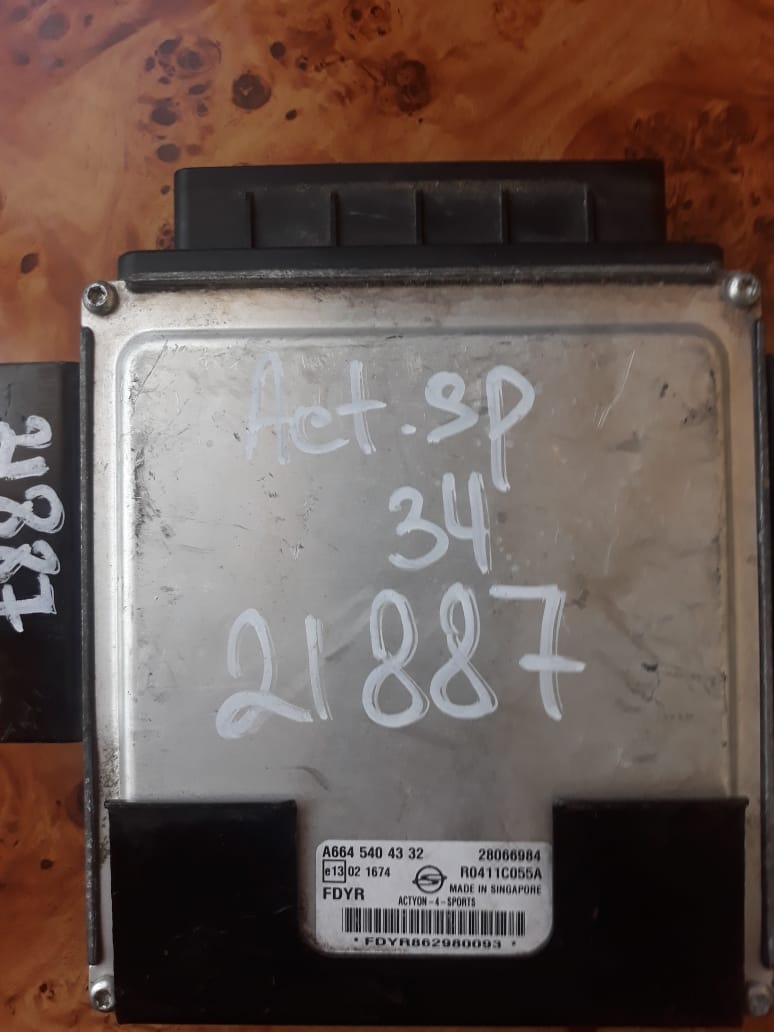 Act.sp
34
21887
21887
A664 540 43 32 28066984
e13 02 1674 R0411C055A
FDYR MADE IN SINGAPORE
ACTYON-4-SPORTS
* FDYR862980093 *